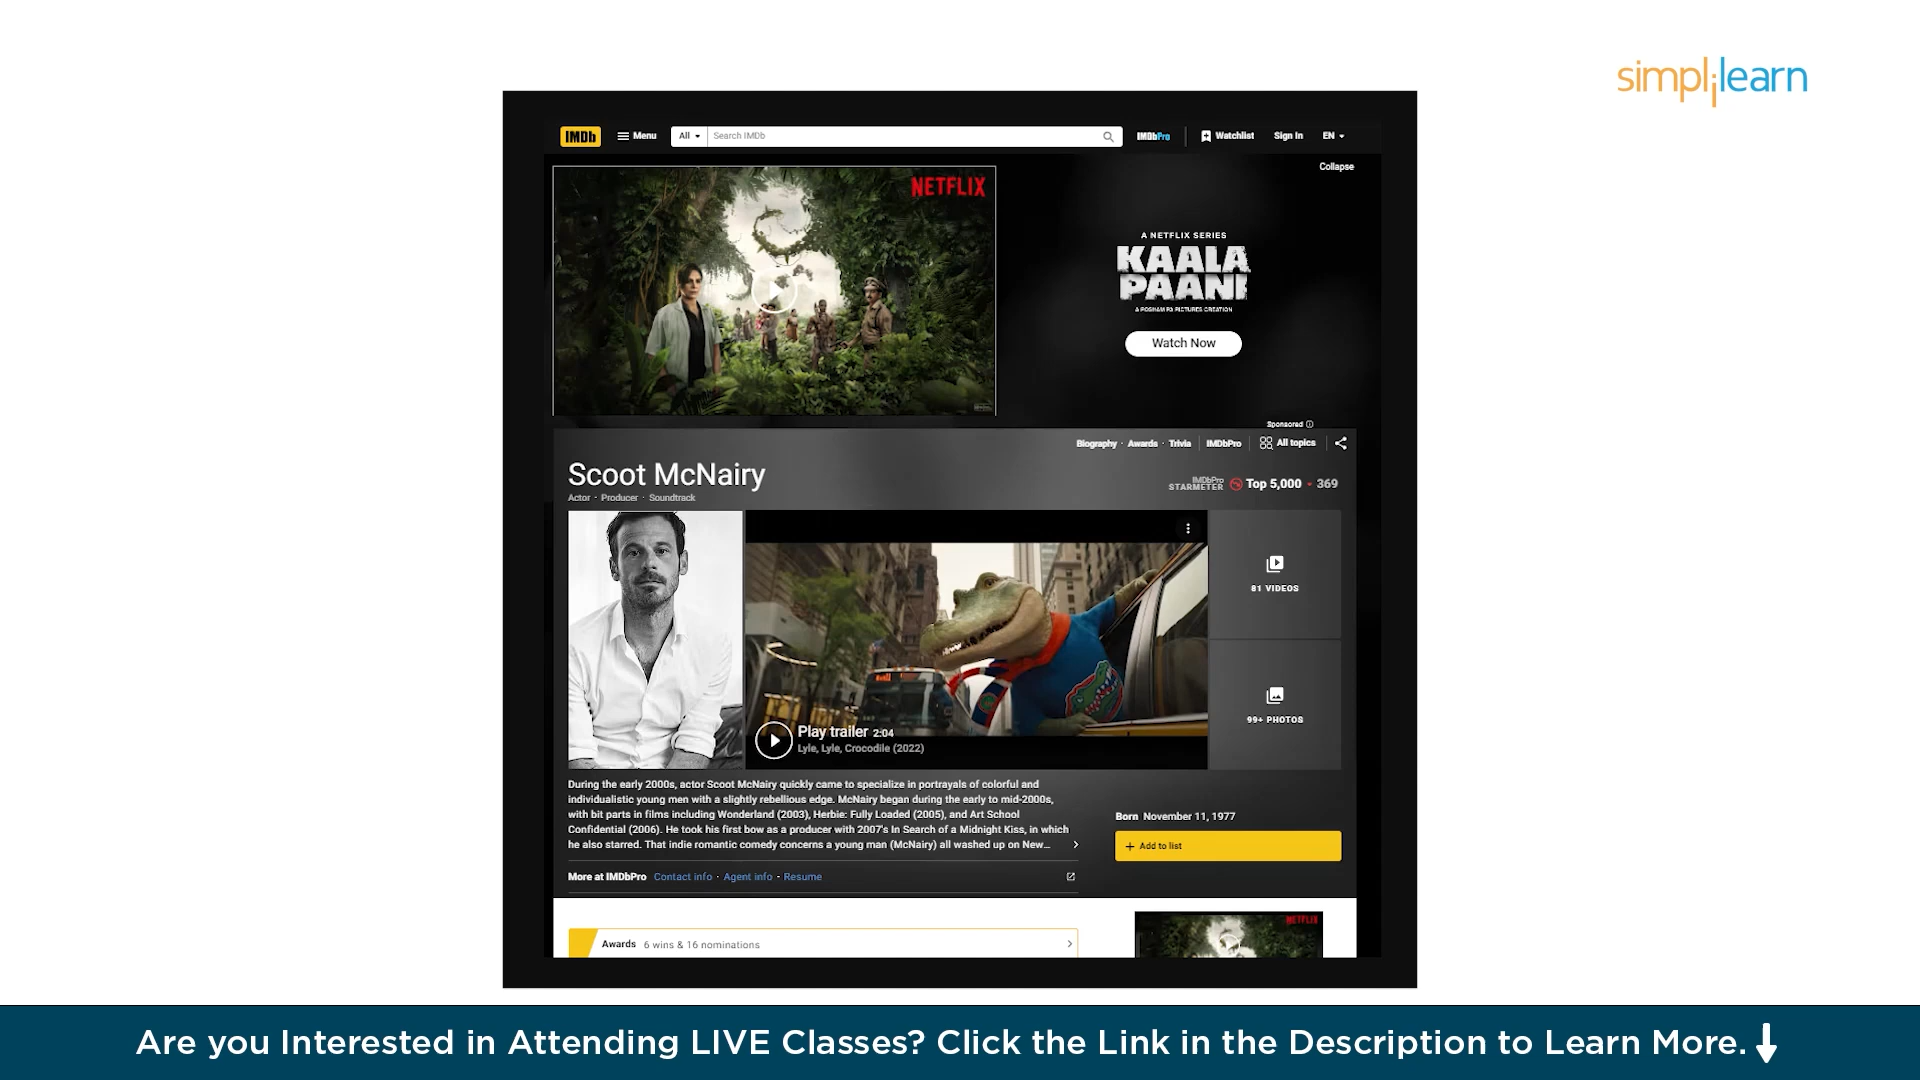 simplilearn
IMDb Menu All Search IMDb IMDbPro Watchlist Sign In EN
Collapse
NETFLIX
A NETFLIX SERIES
KAALA
PAANI
A POSHAM PA PICTURES CREATION
Watch Now
Sponsored
Biography · Awards · Trivia IMDbPro All topics
Scoot McNairy
Actor · Producer · Soundtrack
IMDbPro
STARMETER Top 5,000 369
81 VIDEOS
99+ PHOTOS
Play trailer 2:04
Lyle, Lyle, Crocodile (2022)
During the early 2000s, actor Scoot McNairy quickly came to specialize in portrayals of colorful and
individualistic young men with a slightly rebellious edge. McNairy began during the early to mid-2000s,
with bit parts in films including Wonderland (2003), Herbie: Fully Loaded (2005), and Art School
Confidential (2006). He took his first bow as a producer with 2007's In Search of a Midnight Kiss, in which
he also starred. That indie romantic comedy concerns a young man (McNairy) all washed up on New...
Born November 11, 1977
+ Add to list
More at IMDbPro Contact info · Agent info · Resume
Awards 6 wins & 16 nominations
NETFLIX
Are you Interested in Attending LIVE Classes? Click the Link in the Description to Learn More.